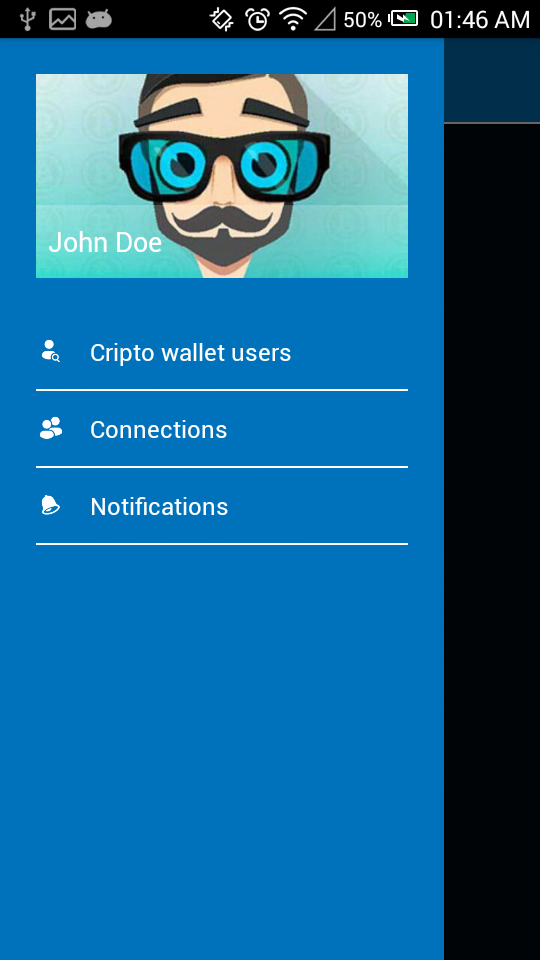 50% 01:46 AM
John Doe
Cripto wallet users
Connections
Notifications